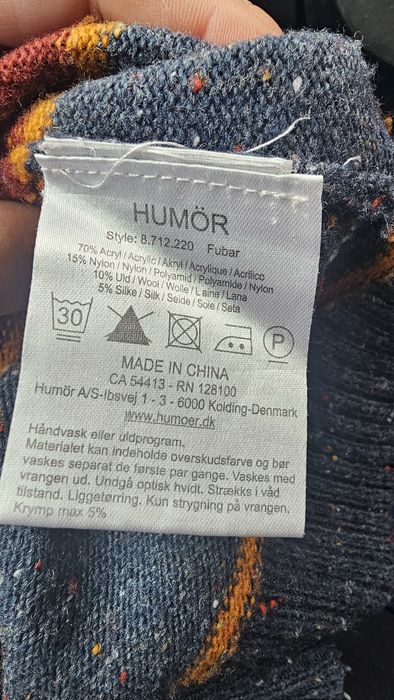 HUMÖR
Style: 8.712.220 Fubar
70% Acryl / Acrylic / Akryl / Acrylique / Acrilico
15% Nylon / Nylon / Polyamid / Polyamide / Nylon
10% Uld / Wool / Wolle / Laine / Lana
5% Silke / Silk / Seide / Soie / Seta
30 P
MADE IN CHINA
CA 54413 - RN 128100
Humör A/S-Ibsvej 1 - 3 - 6000 Kolding-Denmark
www.humoer.dk
Håndvask eller uldprogram.
Materialet kan indeholde overskudsfarve og bør
vaskes separat de første par gange. Vaskes med
vrangen ud. Undgå optisk hvidt. Strækks i våd
tilstand. Liggetørring. Kun strygning på vrangen.
Krymp max 5%